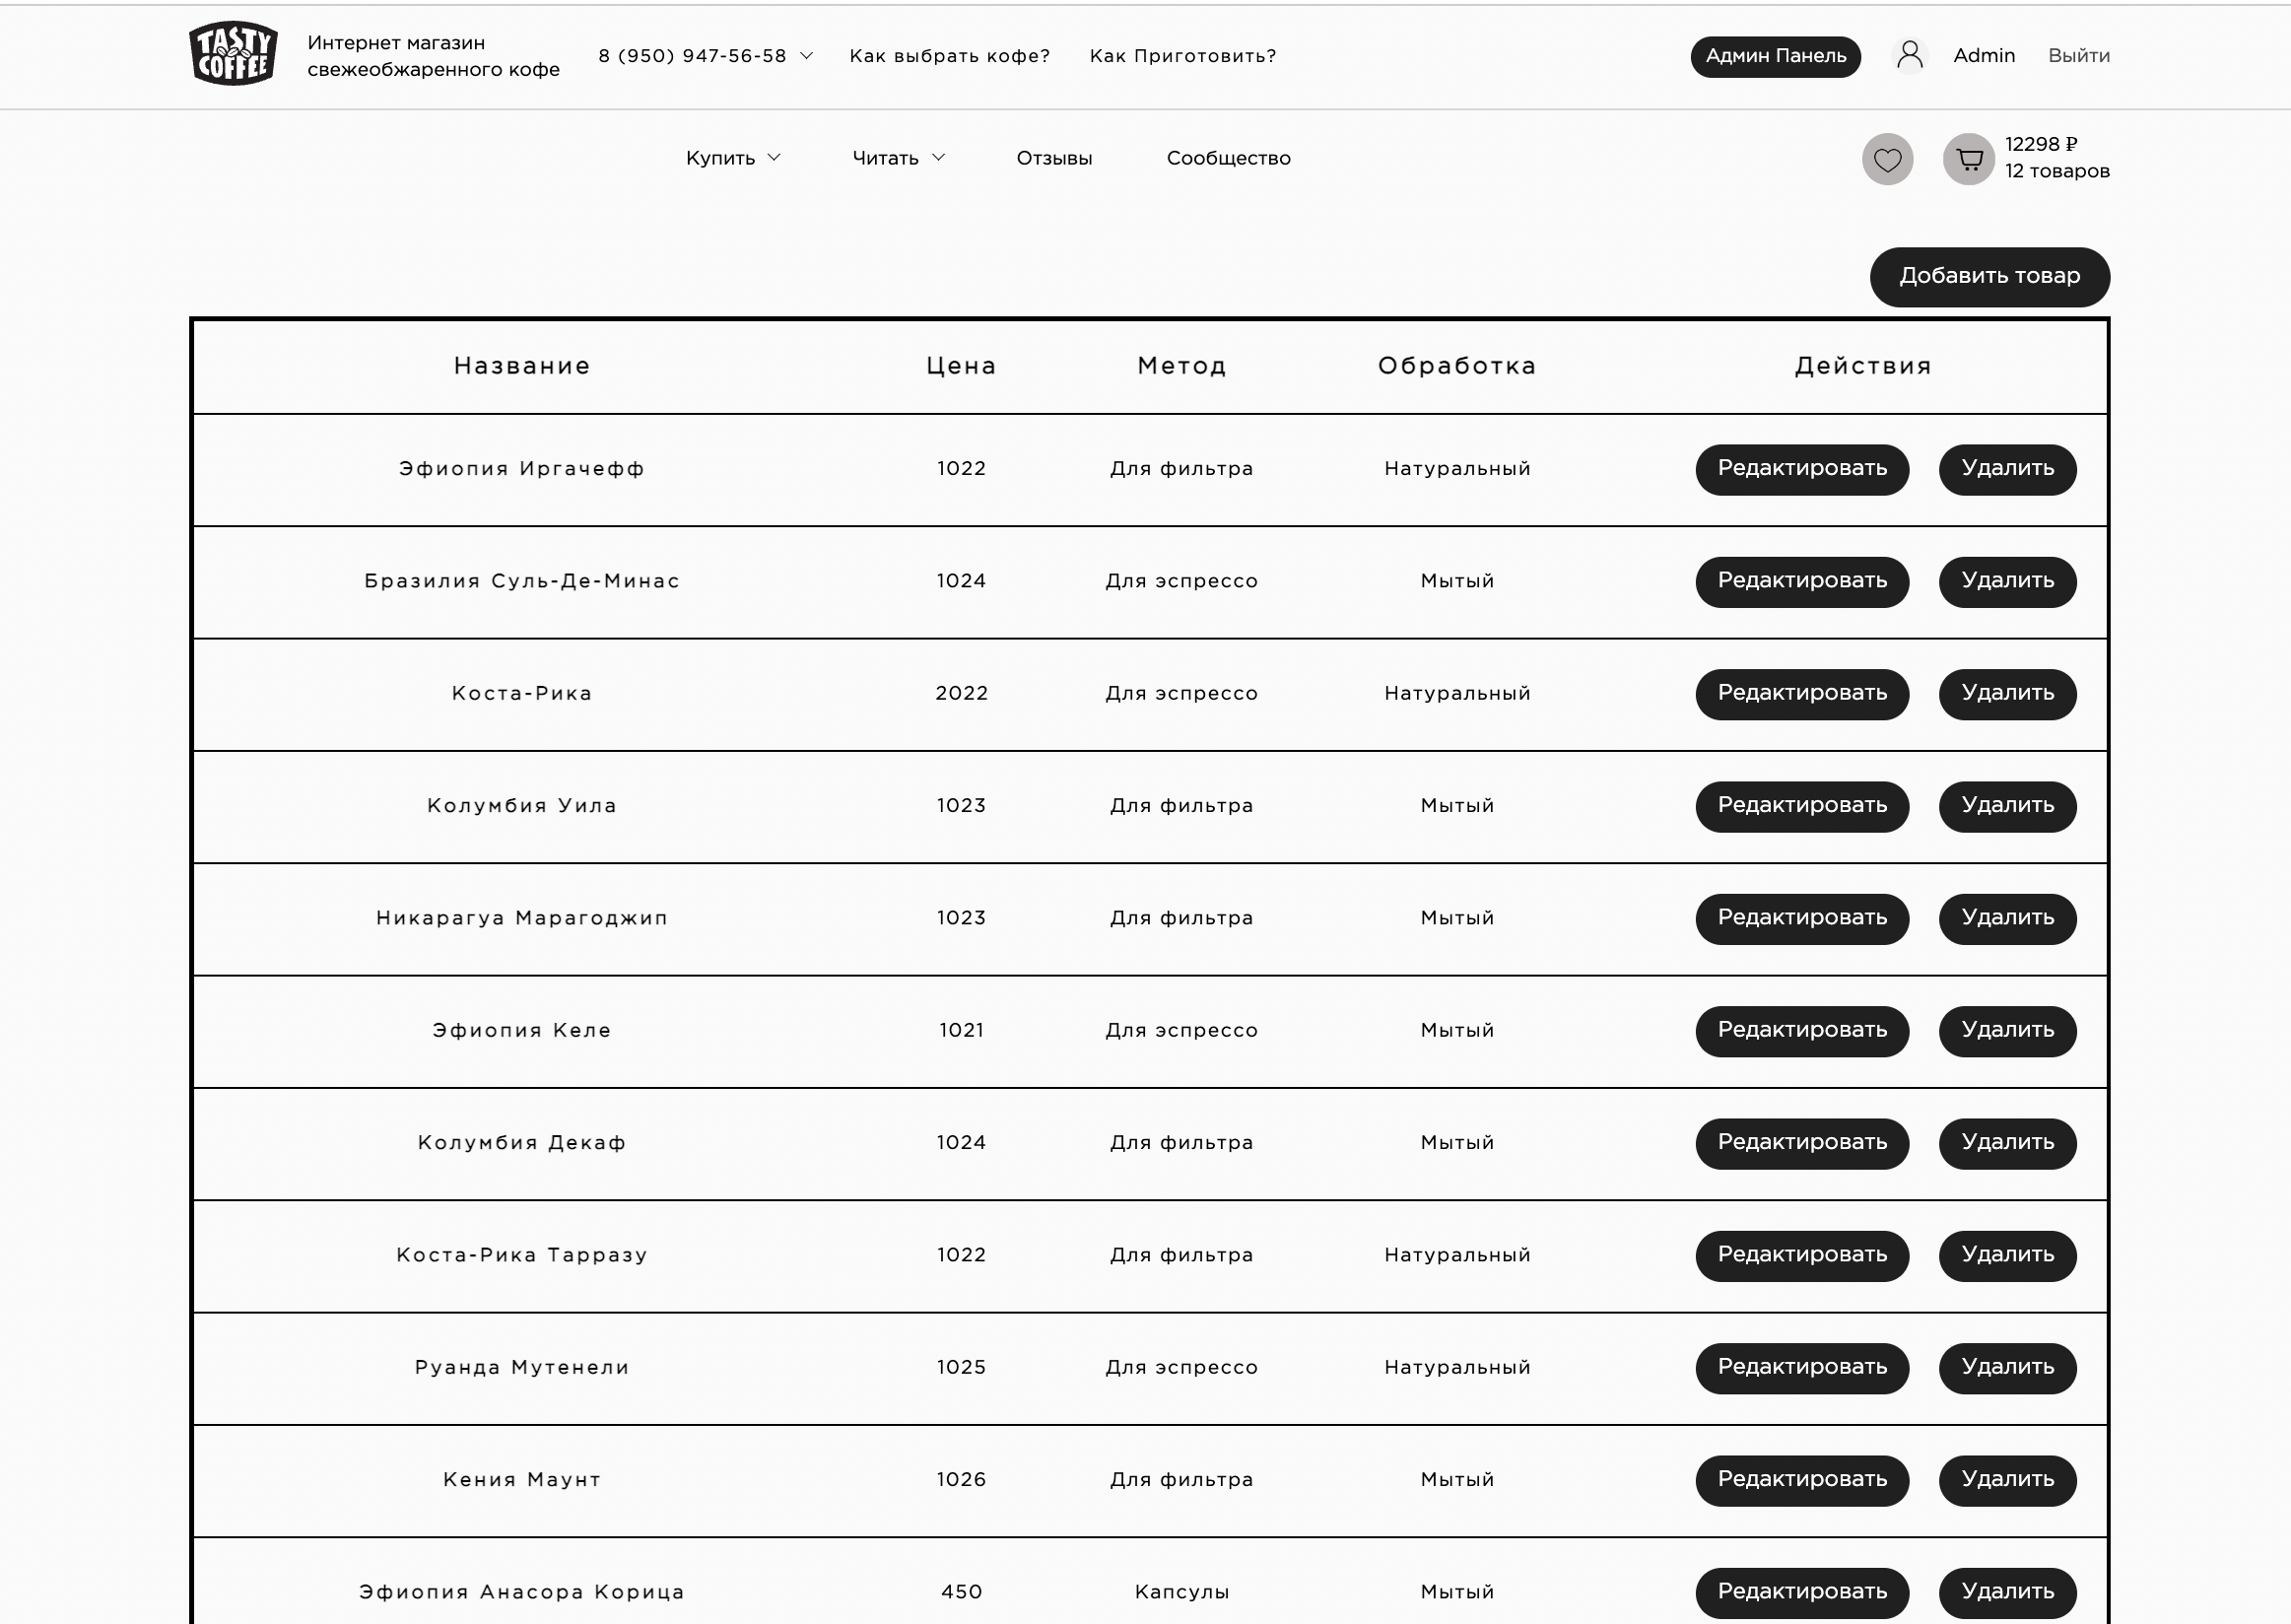 TASTY
COFFEE
Интернет магазин
свежеобжаренного кофе
8 (950) 947-56-58
Как выбрать кофе?
Как Приготовить?
Админ Панель
Admin
Выйти
Купить
Читать
Отзывы
Сообщество
12298 ₽
12 товаров
Добавить товар
Название Цена Метод Обработка Действия
Эфиопия Иргачефф 1022 Для фильтра Натуральный Редактировать Удалить
Бразилия Суль-Де-Минас 1024 Для эспрессо Мытый Редактировать Удалить
Коста-Рика 2022 Для эспрессо Натуральный Редактировать Удалить
Колумбия Уила 1023 Для фильтра Мытый Редактировать Удалить
Никарагуа Марагоджип 1023 Для фильтра Мытый Редактировать Удалить
Эфиопия Келе 1021 Для эспрессо Мытый Редактировать Удалить
Колумбия Декаф 1024 Для фильтра Мытый Редактировать Удалить
Коста-Рика Тарразу 1022 Для фильтра Натуральный Редактировать Удалить
Руанда Мутенели 1025 Для эспрессо Натуральный Редактировать Удалить
Кения Маунт 1026 Для фильтра Мытый Редактировать Удалить
Эфиопия Анасора Корица 450 Капсулы Мытый Редактировать Удалить